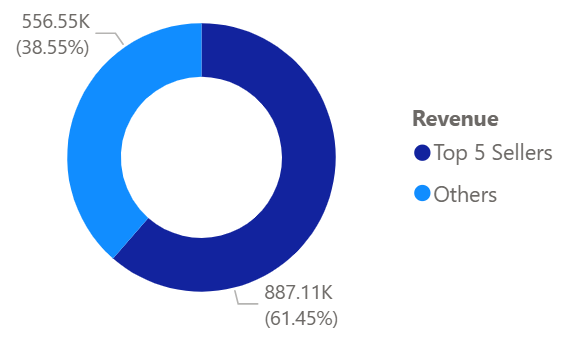 556.55K
(38.55%)
Revenue
Top 5 Sellers
Others
887.11K
(61.45%)